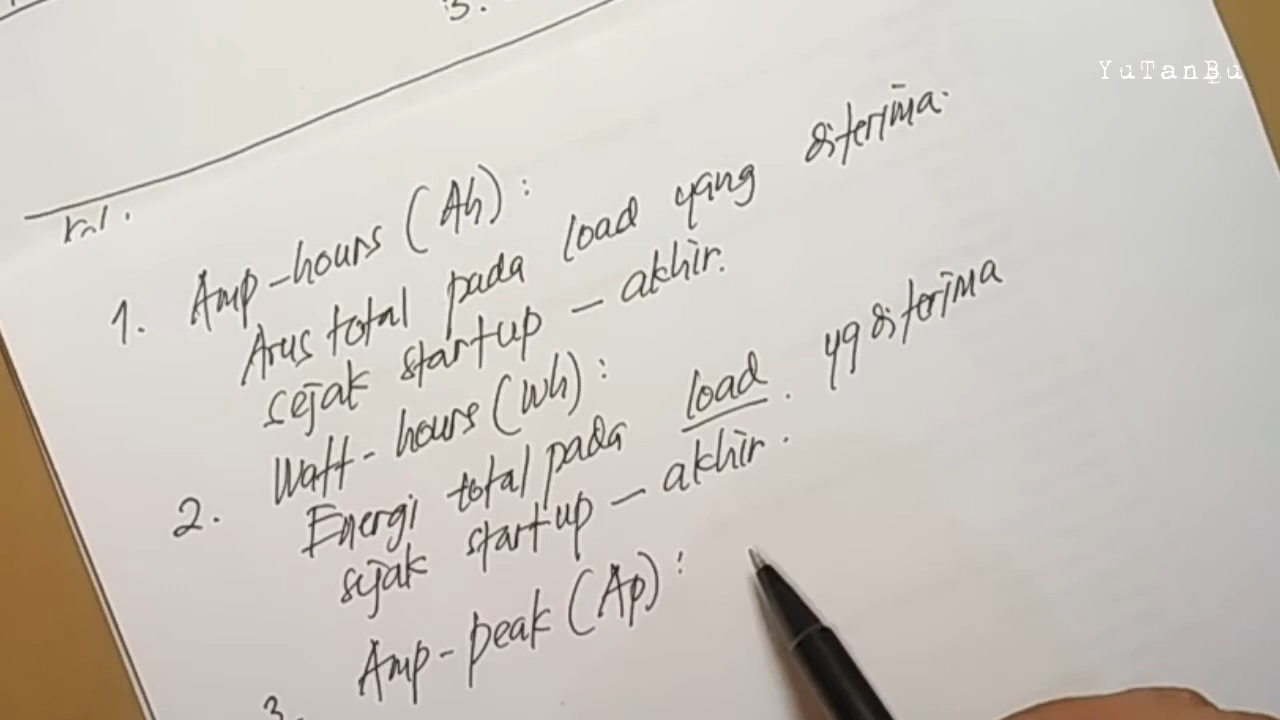 3.
YuTanBu
1. Amp-hours (Ah) :
Arus total pada load yang diterima.
sejak startup - akhir.
2. Watt-hours (Wh) :
Energi total pada load. yg diterima
sejak startup - akhir.
3. Amp-peak (Ap) :